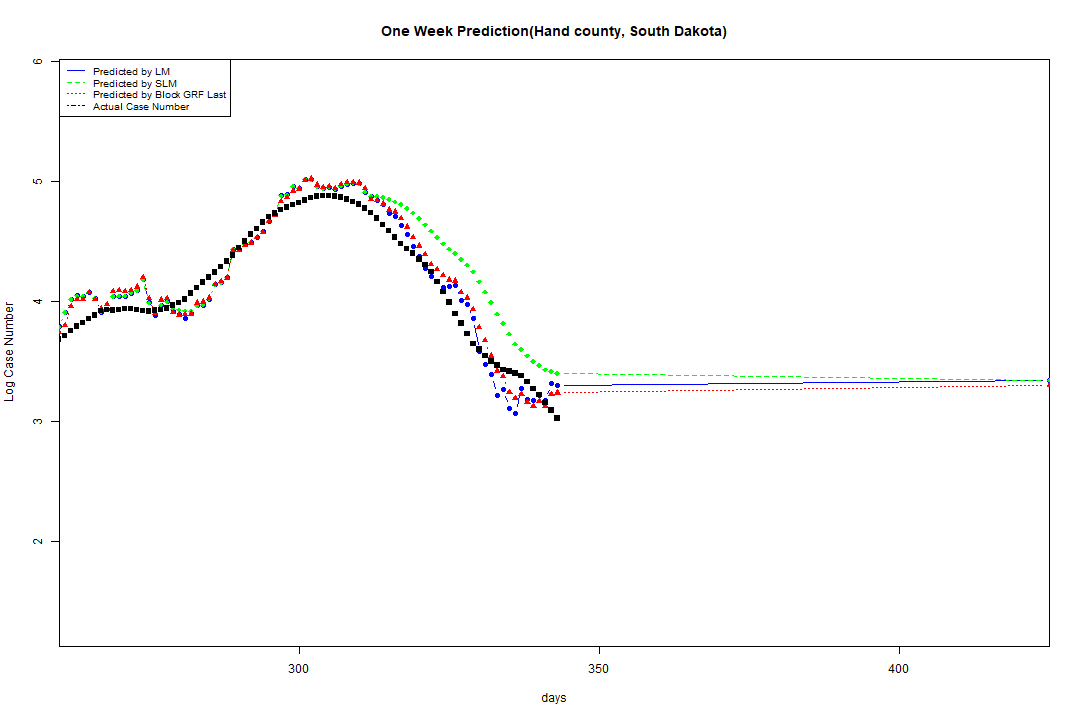 One Week Prediction(Hand county, South Dakota)
Predicted by LM
Predicted by SLM
Predicted by Block GRF Last
Actual Case Number
6
5
4
3
2
Log Case Number
300
350
400
days